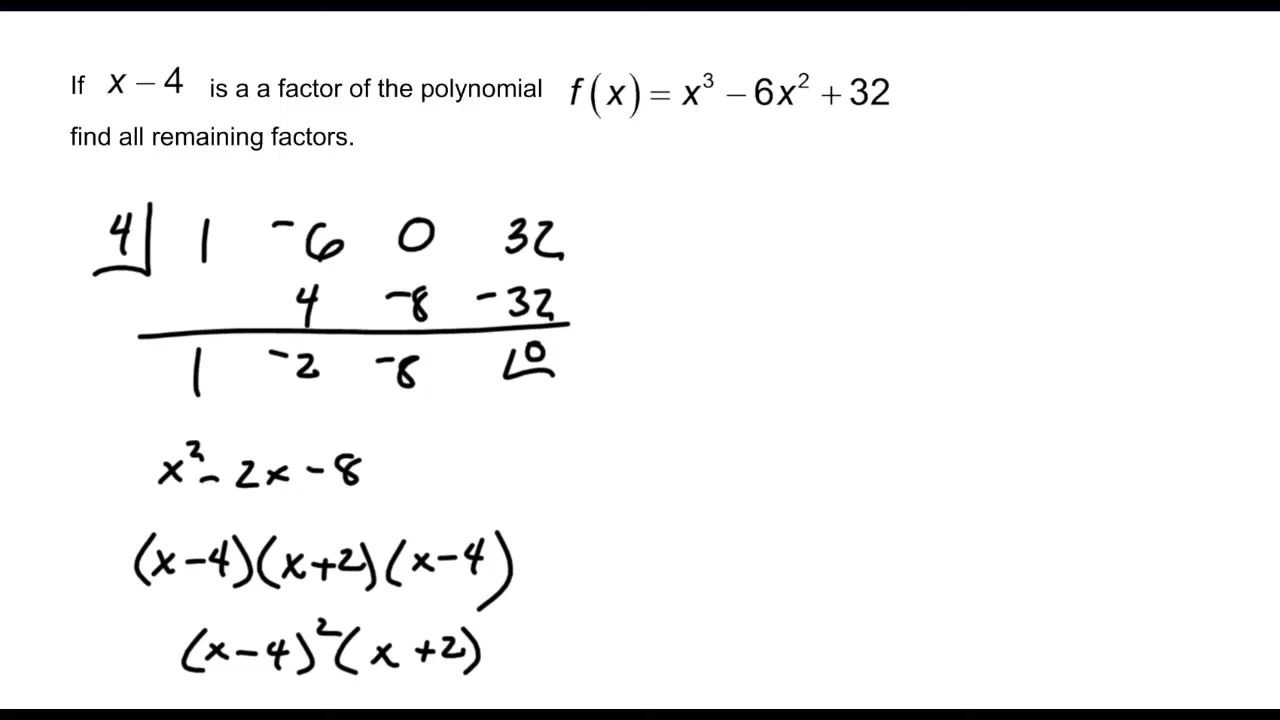 If x − 4 is a a factor of the polynomial f(x) = x³ − 6x² + 32
find all remaining factors.
4| 1 -6 0 32
4 -8 -32
1 -2 -8 0
x² - 2x - 8
(x-4)(x+2)(x-4)
(x-4)²(x+2)